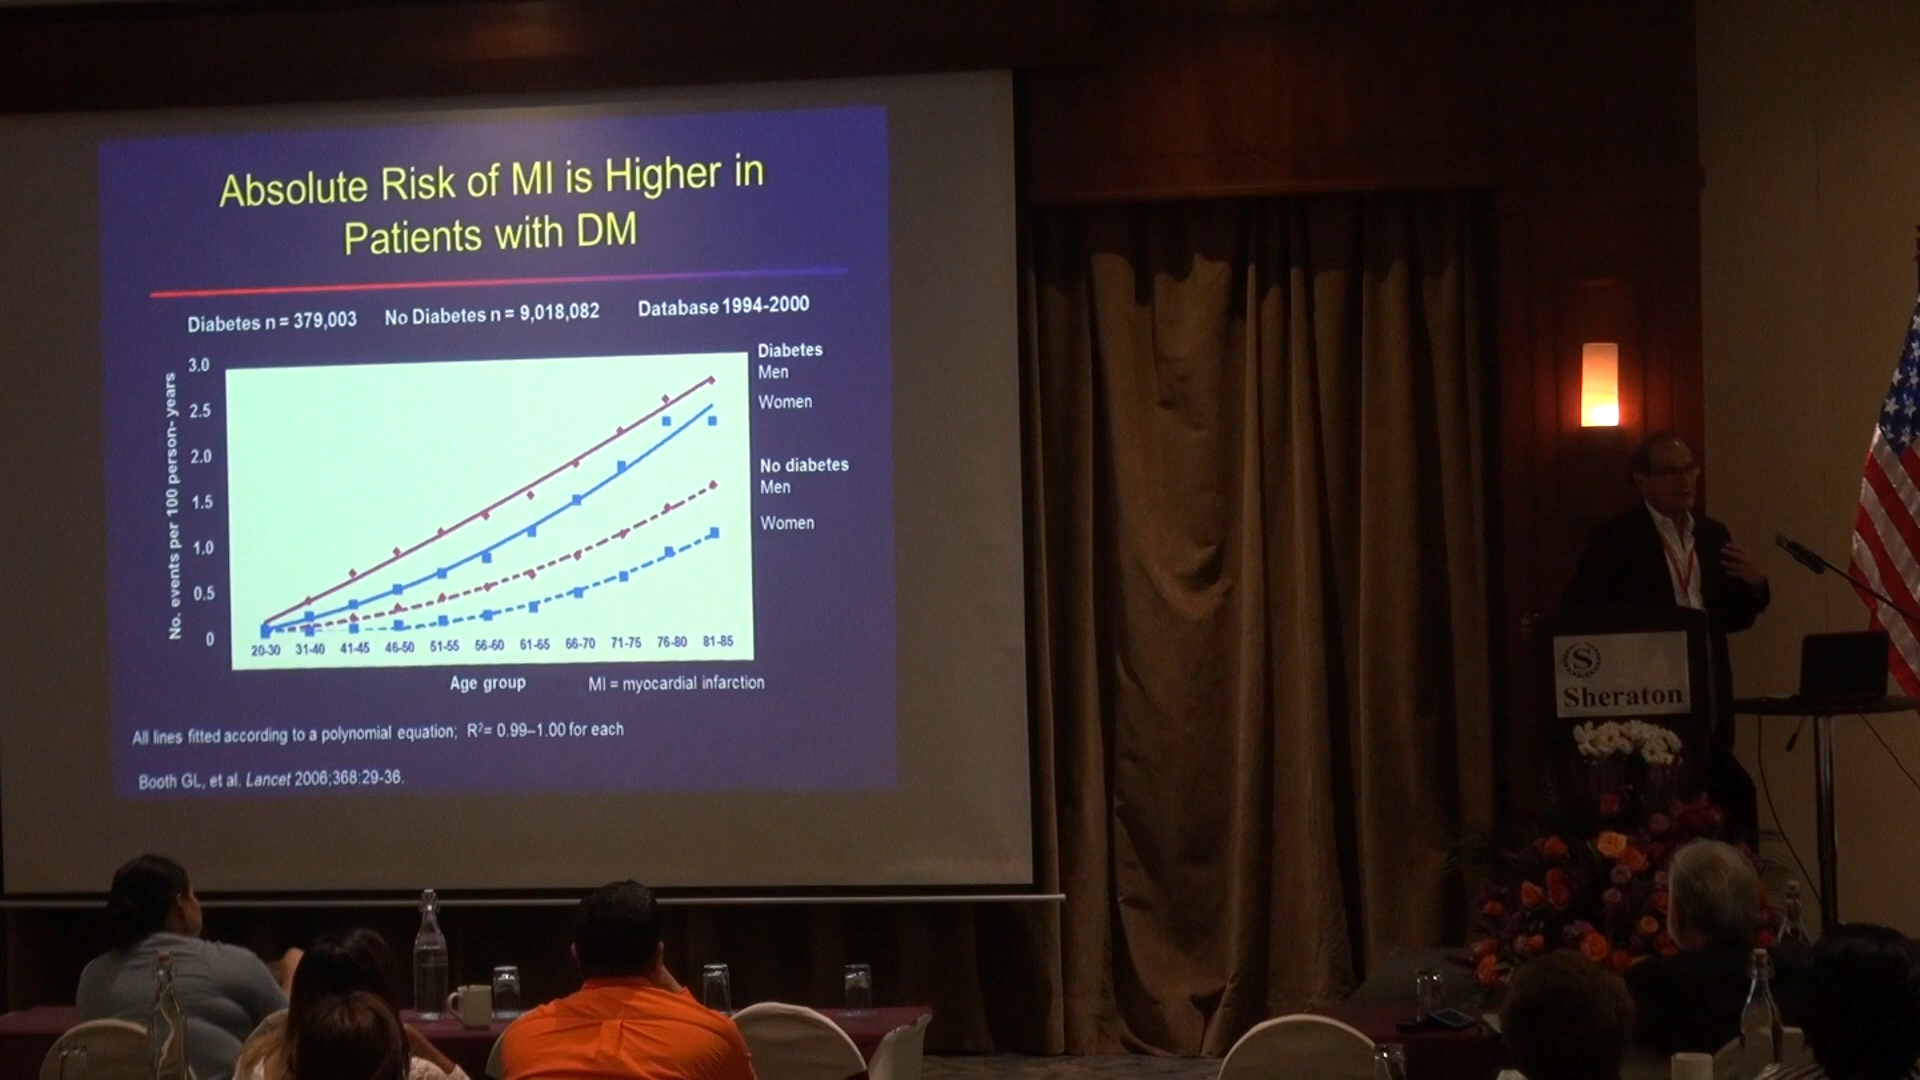 Absolute Risk of MI is Higher in
Patients with DM
Diabetes n = 379,003 No Diabetes n = 9,018,082 Database 1994-2000
No. events per 100 person- years
3.0
2.5
2.0
1.5
1.0
0.5
0
Diabetes
Men
Women
No diabetes
Men
Women
20-30 31-40 41-45 46-50 51-55 56-60 61-65 66-70 71-75 76-80 81-85
Age group MI = myocardial infarction
All lines fitted according to a polynomial equation; R²= 0.99–1.00 for each
Booth GL, et al. Lancet 2006;368:29-36.
S
Sheraton